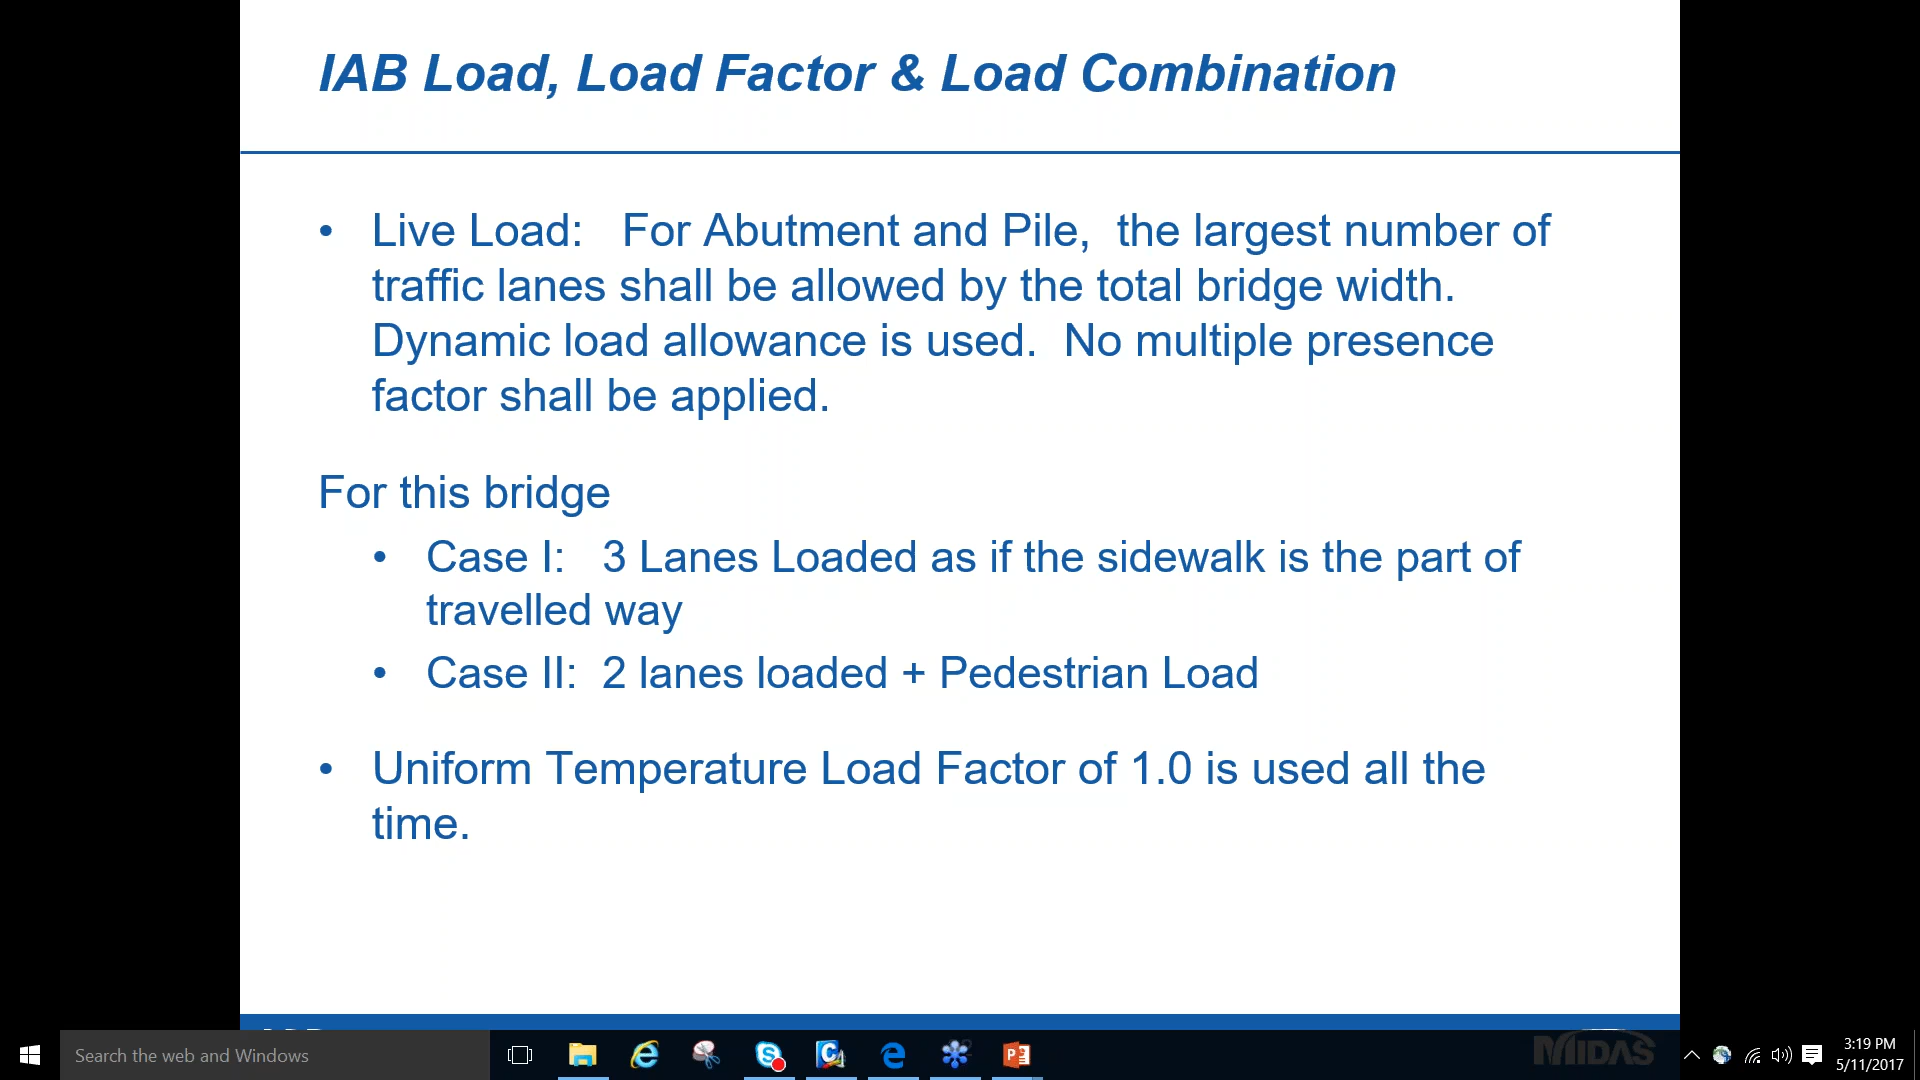 IAB Load, Load Factor & Load Combination
• Live Load: For Abutment and Pile, the largest number of
traffic lanes shall be allowed by the total bridge width.
Dynamic load allowance is used. No multiple presence
factor shall be applied.
For this bridge
• Case I: 3 Lanes Loaded as if the sidewalk is the part of
travelled way
• Case II: 2 lanes loaded + Pedestrian Load
• Uniform Temperature Load Factor of 1.0 is used all the
time.
MIDAS
Search the web and Windows
3:19 PM
5/11/2017